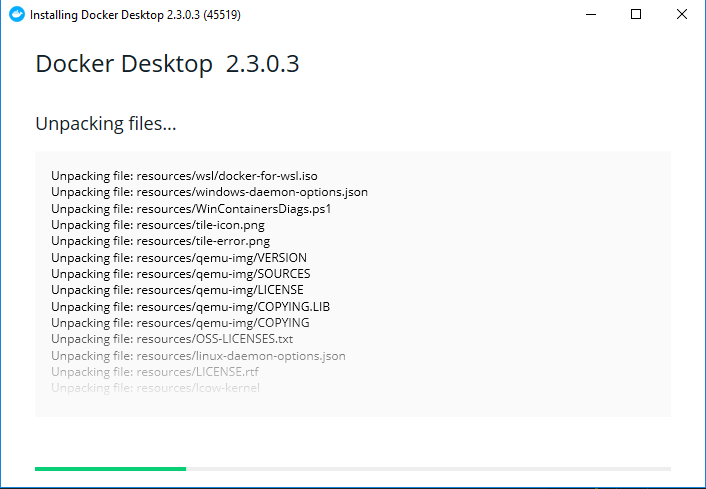 Installing Docker Desktop 2.3.0.3 (45519)
Docker Desktop 2.3.0.3
Unpacking files...
Unpacking file: resources/wsl/docker-for-wsl.iso
Unpacking file: resources/windows-daemon-options.json
Unpacking file: resources/WinContainersDiags.ps1
Unpacking file: resources/tile-icon.png
Unpacking file: resources/tile-error.png
Unpacking file: resources/qemu-img/VERSION
Unpacking file: resources/qemu-img/SOURCES
Unpacking file: resources/qemu-img/LICENSE
Unpacking file: resources/qemu-img/COPYING.LIB
Unpacking file: resources/qemu-img/COPYING
Unpacking file: resources/OSS-LICENSES.txt
Unpacking file: resources/linux-daemon-options.json
Unpacking file: resources/LICENSE.rtf
Unpacking file: resources/lcow-kernel